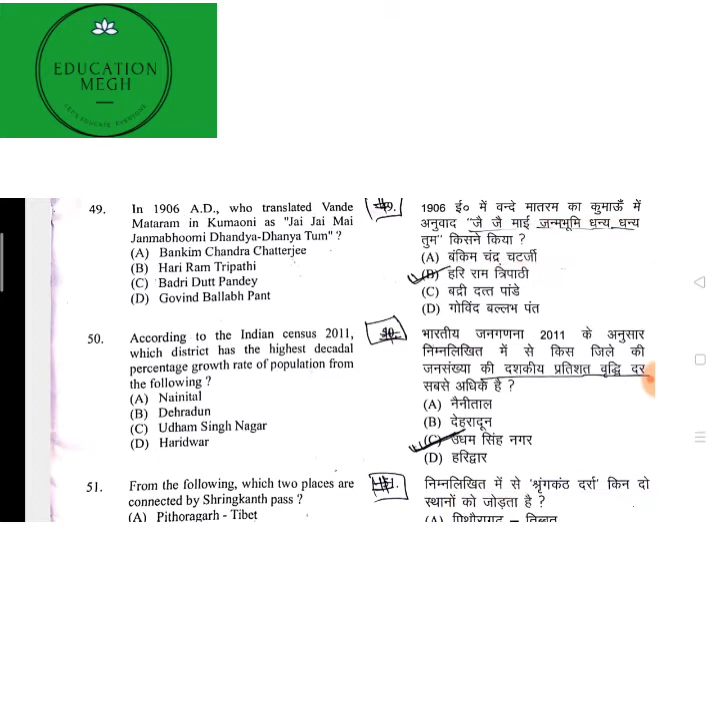 EDUCATION
MEGH
LET'S EDUCATE EVERYONE
49. In 1906 A.D., who translated Vande
Mataram in Kumaoni as "Jai Jai Mai
Janmabhoomi Dhandya-Dhanya Tum" ?
(A) Bankim Chandra Chatterjee
(B) Hari Ram Tripathi
(C) Badri Dutt Pandey
(D) Govind Ballabh Pant
50. According to the Indian census 2011,
which district has the highest decadal
percentage growth rate of population from
the following ?
(A) Nainital
(B) Dehradun
(C) Udham Singh Nagar
(D) Haridwar
51. From the following, which two places are
connected by Shringkanth pass ?
(A) Pithoragarh - Tibet
49. 1906 ई० में वन्दे मातरम का कुमाऊँ में
अनुवाद "जै जै माई जन्मभूमि धन्य धन्य
तुम" किसने किया ?
(A) बंकिम चंद्र चटर्जी
(B) हरि राम त्रिपाठी
(C) बद्री दत्त पांडे
(D) गोविंद बल्लभ पंत
50. भारतीय जनगणना 2011 के अनुसार
निम्नलिखित में से किस जिले की
जनसंख्या की दशकीय प्रतिशत वृद्धि दर
सबसे अधिक है ?
(A) नैनीताल
(B) देहरादून
(C) उधम सिंह नगर
(D) हरिद्वार
निम्नलिखित में से 'श्रृंगकंठ दर्रा' किन दो
स्थानों को जोड़ता है ?
(A) पिथौरागढ़ – तिब्बत